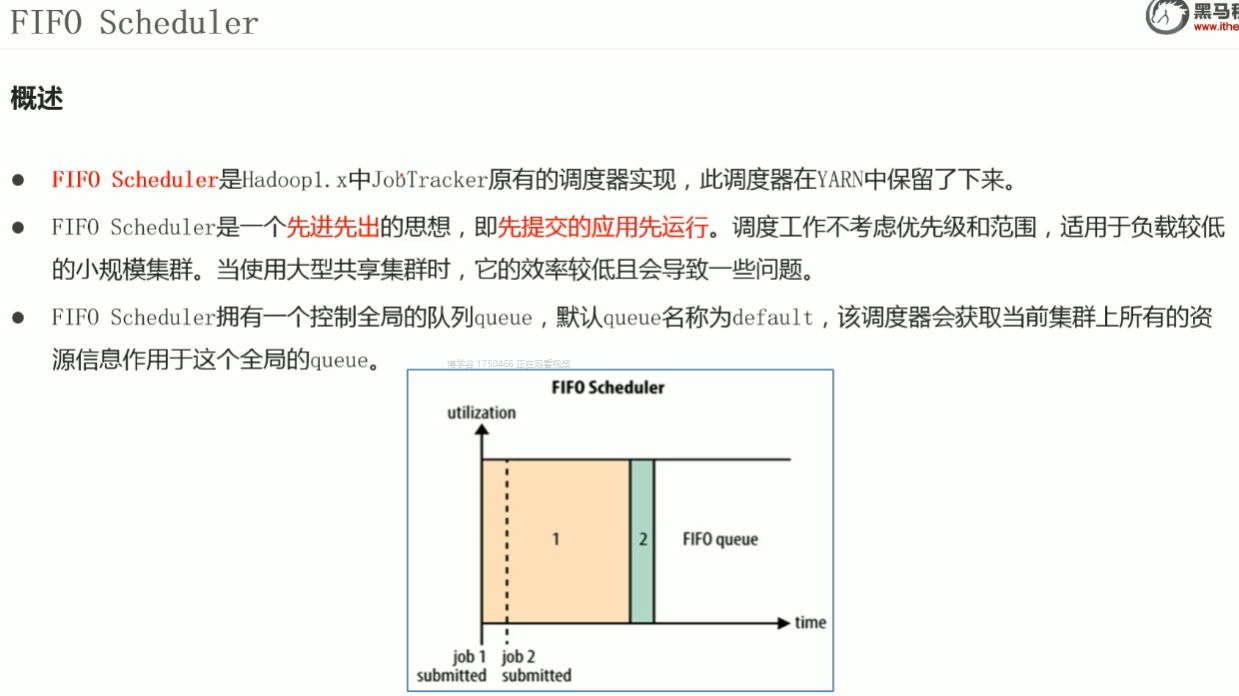 FIFO Scheduler
黑马
www.ithe
概述
FIFO Scheduler是Hadoop1.x中JobTracker原有的调度器实现，此调度器在YARN中保留了下来。
FIFO Scheduler是一个先进先出的思想，即先提交的应用先运行。调度工作不考虑优先级和范围，适用于负载较低
的小规模集群。当使用大型共享集群时，它的效率较低且会导致一些问题。
FIFO Scheduler拥有一个控制全局的队列queue，默认queue名称为default，该调度器会获取当前集群上所有的资
源信息作用于这个全局的queue。
博学谷 1750466 正在观看视频
FIFO Scheduler
utilization
1
2
FIFO queue
time
job 1
submitted
job 2
submitted